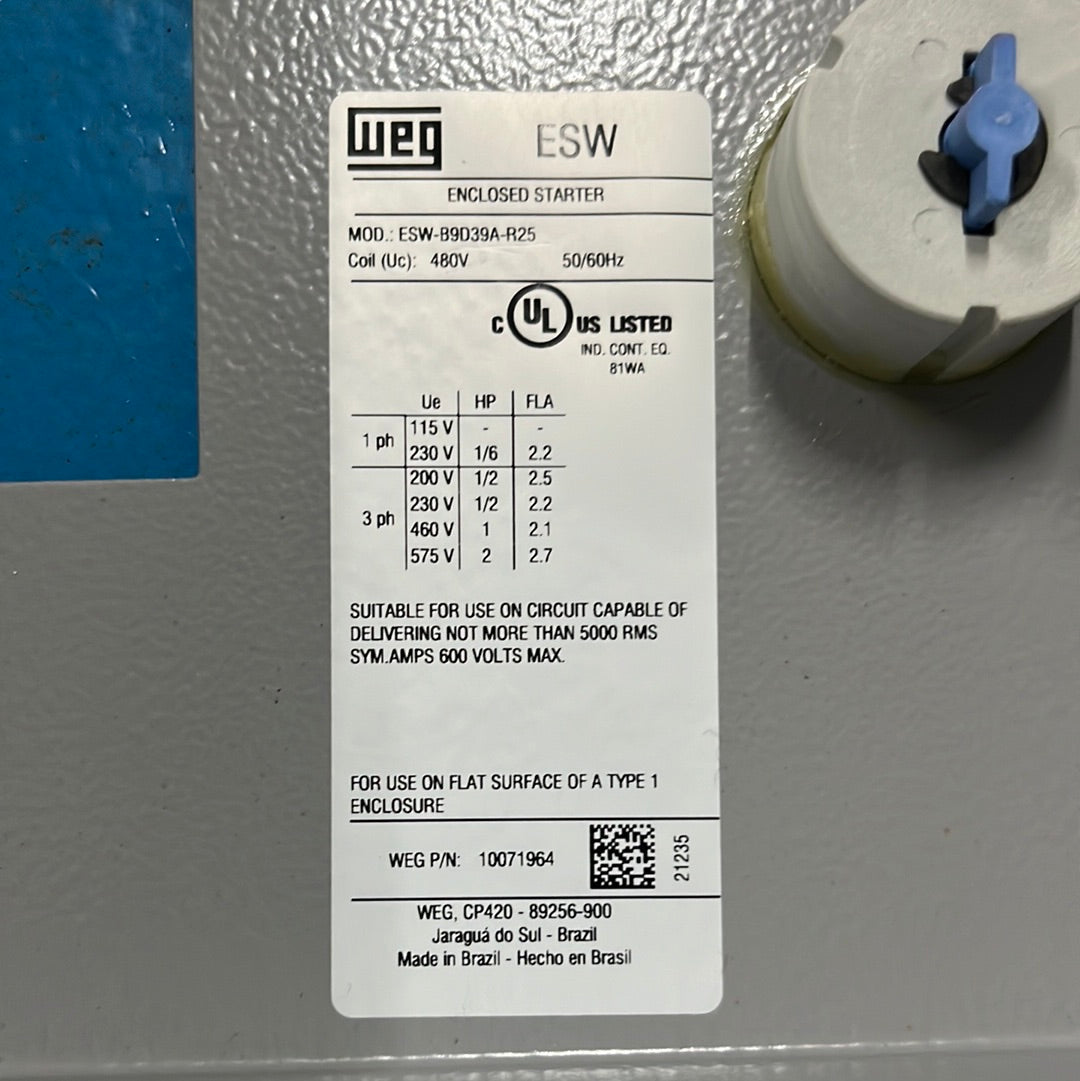 WEG ESW
ENCLOSED STARTER
MOD.: ESW-B9D39A-R25
Coil (Uc): 480V 50/60Hz
C UL US LISTED
IND. CONT. EQ.
81WA
Ue HP FLA
1 ph 115 V - -
230 V 1/6 2.2
3 ph 200 V 1/2 2.5
230 V 1/2 2.2
460 V 1 2.1
575 V 2 2.7
SUITABLE FOR USE ON CIRCUIT CAPABLE OF
DELIVERING NOT MORE THAN 5000 RMS
SYM.AMPS 600 VOLTS MAX.
FOR USE ON FLAT SURFACE OF A TYPE 1
ENCLOSURE
WEG P/N: 10071964
21235
WEG, CP420 - 89256-900
Jaraguá do Sul - Brazil
Made in Brazil - Hecho en Brasil